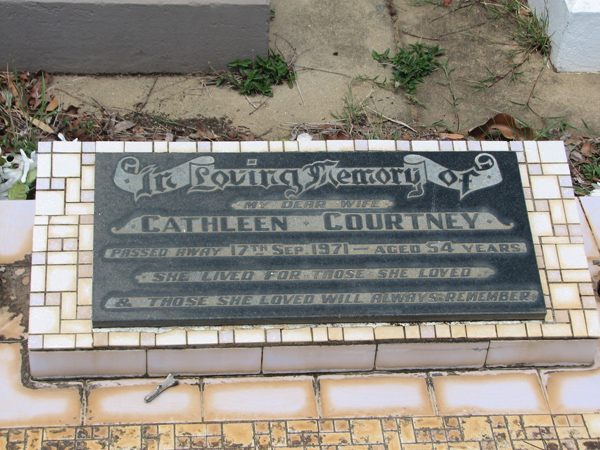 In Loving Memory of
MY DEAR WIFE
CATHLEEN COURTNEY
PASSED AWAY 17TH SEP 1971 — AGED 54 YEARS
SHE LIVED FOR THOSE SHE LOVED
& THOSE SHE LOVED WILL ALWAYS REMEMBER